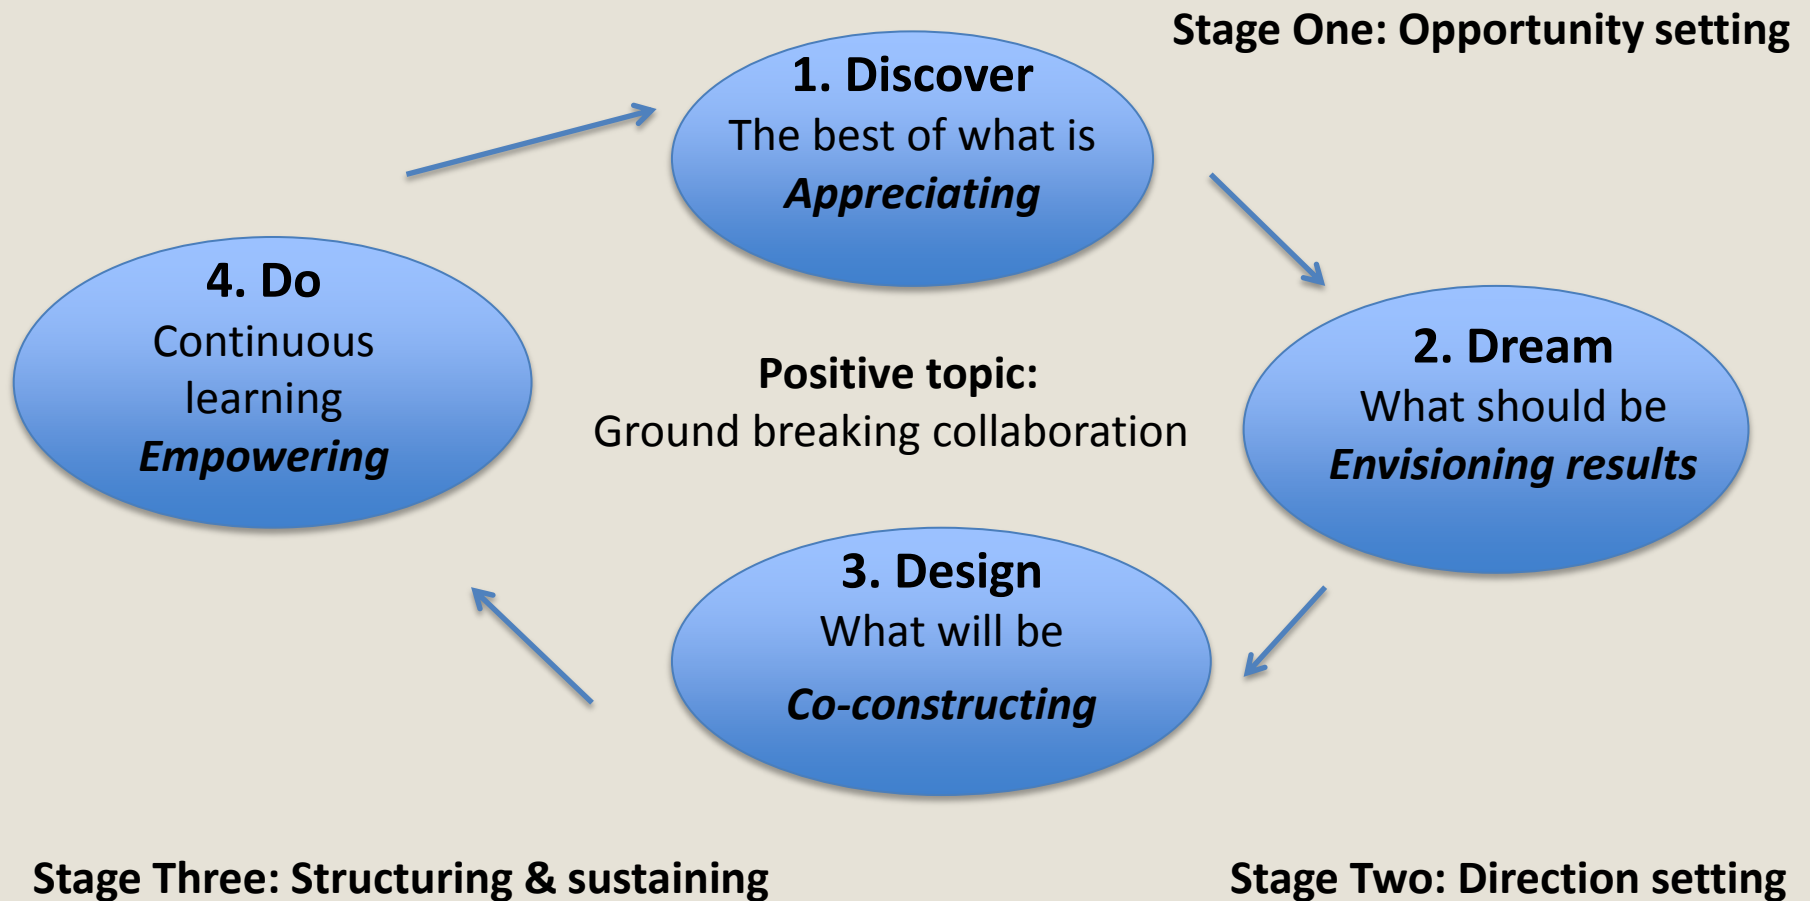 Stage One: Opportunity setting
1. Discover
The best of what is
Appreciating
2. Dream
What should be
Envisioning results
Positive topic:
Ground breaking collaboration
3. Design
What will be
Co-constructing
4. Do
Continuous
learning
Empowering
Stage Three: Structuring & sustaining
Stage Two: Direction setting